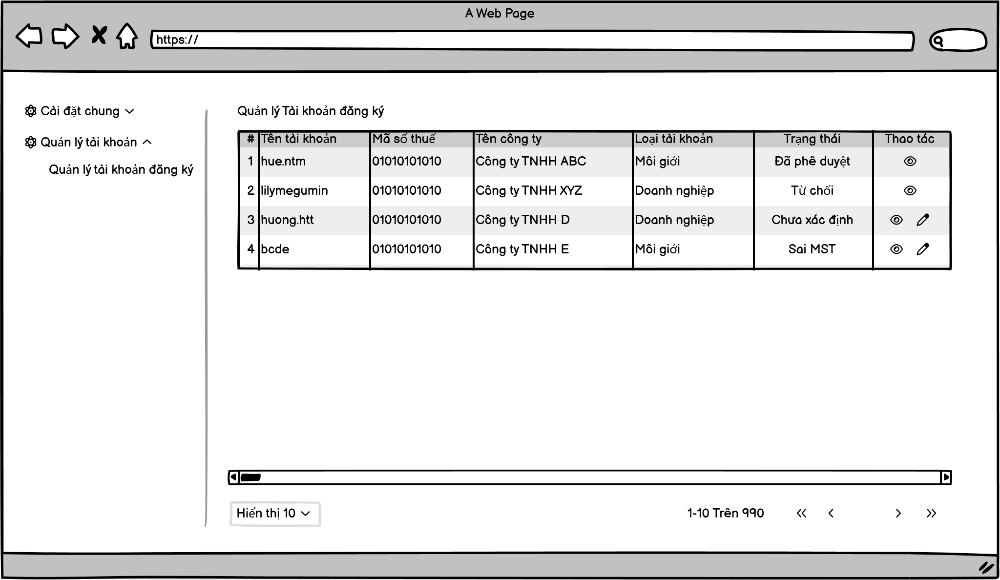 A Web Page
https://
Cài đặt chung
Quản lý tài khoản
Quản lý tài khoản đăng ký
Quản lý Tài khoản đăng ký
# Tên tài khoản Mã số thuế Tên công ty Loại tài khoản Trạng thái Thao tác
1 hue.ntm 01010101010 Công ty TNHH ABC Môi giới Đã phê duyệt
2 lilymegumin 01010101010 Công ty TNHH XYZ Doanh nghiệp Từ chối
3 huong.htt 01010101010 Công ty TNHH D Doanh nghiệp Chưa xác định
4 bcde 01010101010 Công ty TNHH E Môi giới Sai MST
Hiển thị 10
1-10 Trên 990